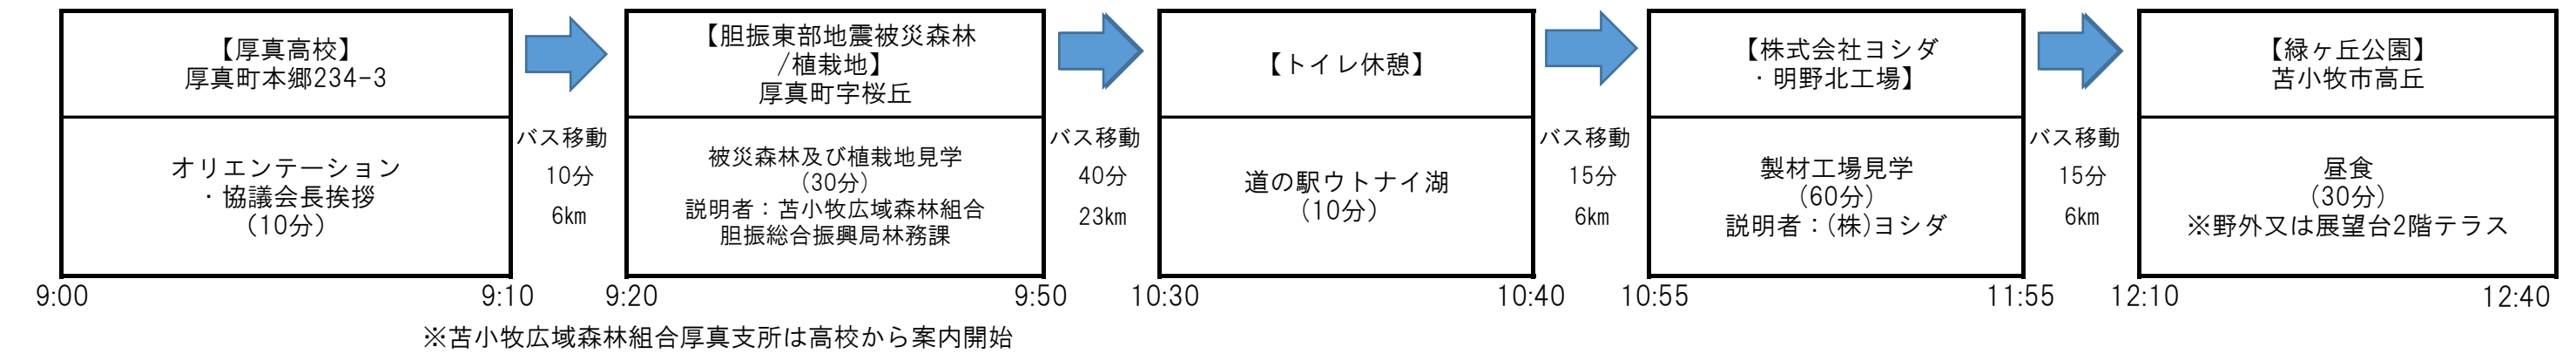 【厚真高校】
厚真町本郷234-3
オリエンテーション
・協議会長挨拶
（10分）
9:00
9:10
バス移動
10分
6km
【胆振東部地震被災森林
/植栽地】
厚真町字桜丘
被災森林及び植栽地見学
（30分）
説明者：苫小牧広域森林組合
胆振総合振興局林務課
9:20
9:50
バス移動
40分
23km
【トイレ休憩】
道の駅ウトナイ湖
（10分）
10:30
10:40
バス移動
15分
6km
【株式会社ヨシダ
・明野北工場】
製材工場見学
（60分）
説明者：(株)ヨシダ
10:55
11:55
バス移動
15分
6km
【緑ヶ丘公園】
苫小牧市高丘
昼食
（30分）
※野外又は展望台2階テラス
12:10
12:40
※苫小牧広域森林組合厚真支所は高校から案内開始